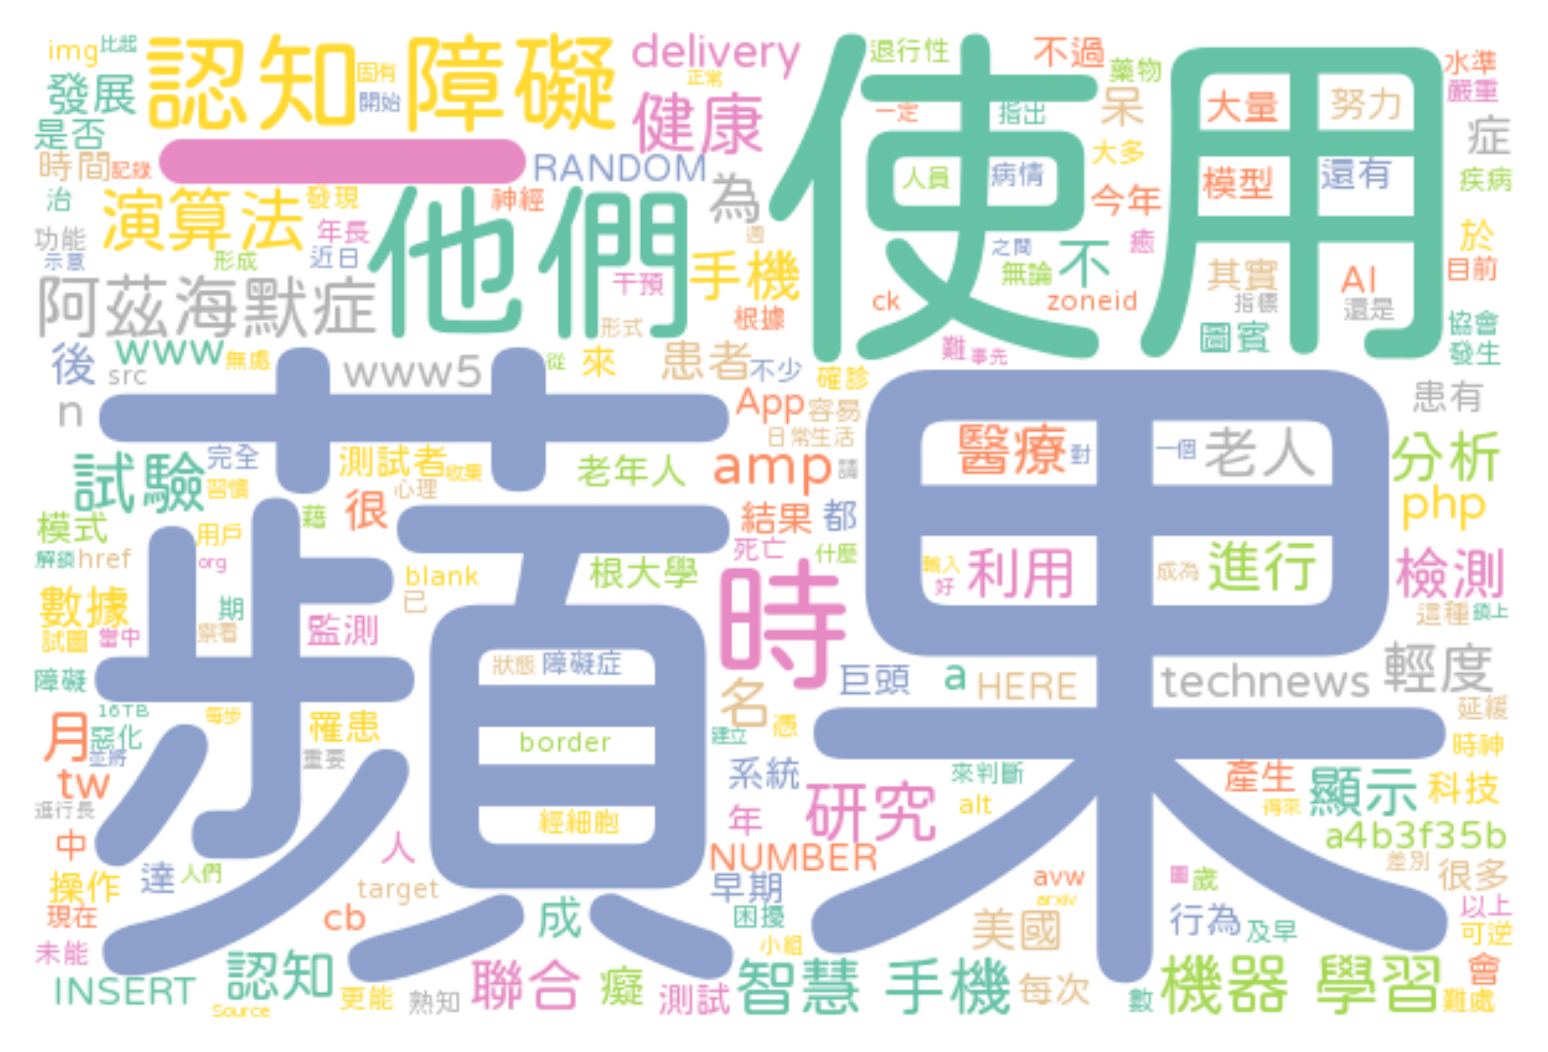 img 比起 認知 障礙 delivery 退行性 不過 水準
發展 固有 開始 正常 藥物 嚴重
是否 健康 使用 一定 指出 呆 大量 努力 症
時間 記錄 一 RANDOM 大多
治 演算法 發現 神經 為 人員 病情 今年 模型 還有 疾病
功能 年長 他們 週 之間 癒 於
示意 形成 近日 干預 手機 無論 不 其實 AI 目前
阿茲海默症 形式 根據 ck zoneid 指標 還是
後 www 無處 www5 從 來 患者 不少 難 事先 圖賓 協會
src 確診 發生
n 蘋果 App 容易 患有
日常生活
試驗 完全 測試者 收集 老年人 amp 請 醫療 對 一個 老人 分析
習慣 心理 php
模式 用戶 藉 很 結果 都
解鎖 href org blank 根大學 死亡 什麼 輸入 利用 成為 進行 檢測
數據 期 已 時 好 這種 鎖上
試圖 當中 察看 監測
障礙 狀態 障礙症 巨頭 a HERE technews 輕度
16TB 每步 名 延緩
月 惡化 罹患 border 建立 憑 時神
並將 重要
tw 系統 來判斷 產生 顯示 科技
進行長 經細胞 年 研究 alt 得來
中 人 NUMBER a4b3f35b
操作 達 人們 target 早期 avw 圖 歲 差別 很多
現在 cb 成 困擾 arxiv 行為 及早 以上
未能 小組 美國 可逆
INSERT 認知 更能 熟知 聯合 癡 測試 智慧 手機 每次 數 機器 學習 會
Source 難處